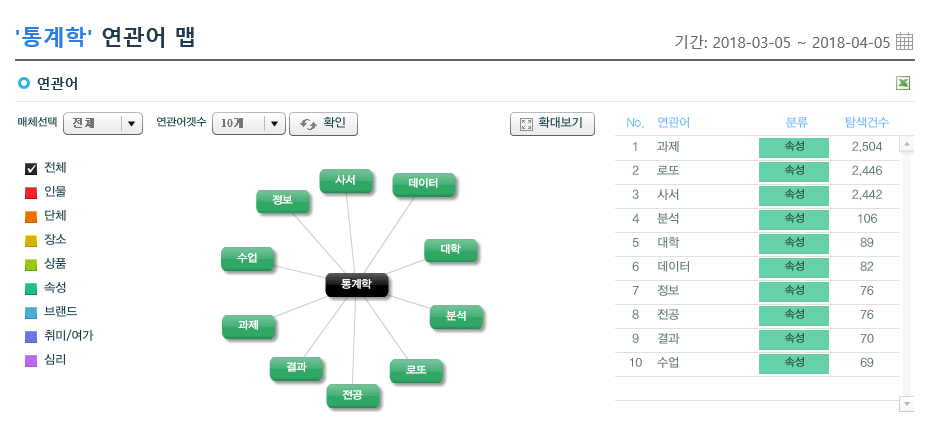 '통계학' 연관어 맵
기간: 2018-03-05 ~ 2018-04-05
연관어
매체선택 전체 연관어갯수 10개 확인 확대보기
전체
인물
단체
장소
상품
속성
브랜드
취미/여가
심리
사서
데이터
정보
대학
수업
통계학
분석
과제
결과
로또
전공
No. 연관어 분류 탐색건수
1 과제 속성 2,504
2 로또 속성 2,446
3 사서 속성 2,442
4 분석 속성 106
5 대학 속성 89
6 데이터 속성 82
7 정보 속성 76
8 전공 속성 76
9 결과 속성 70
10 수업 속성 69